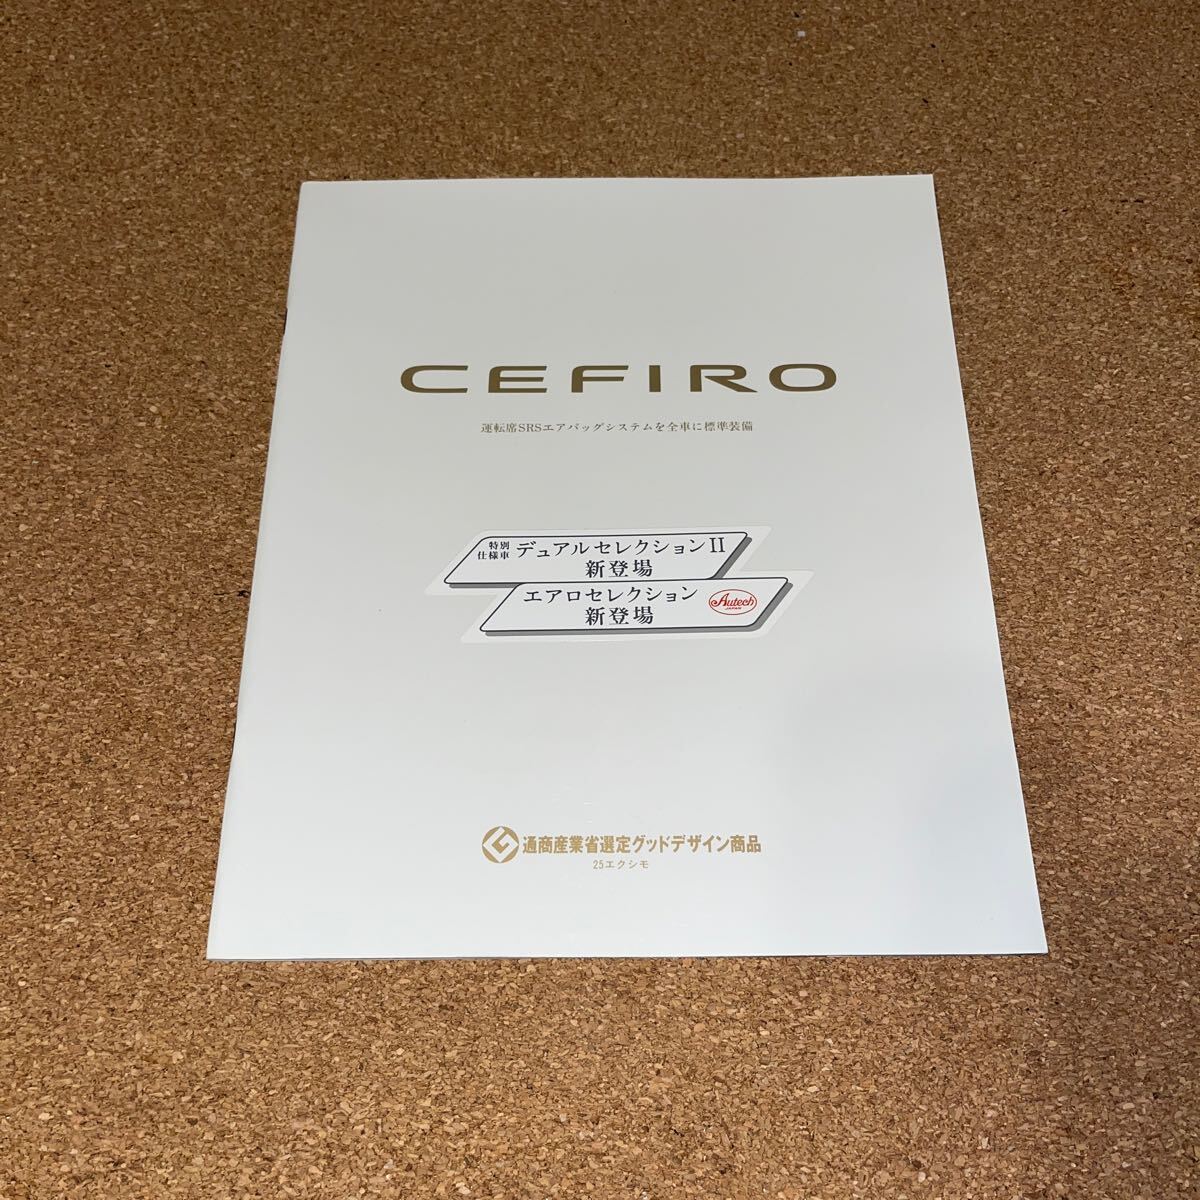 CEFIRO
運転席SRSエアバッグシステムを全車に標準装備
特別仕様車 デュアルセレクションII
新登場
エアロセレクション
新登場
Autech
JAPAN
通商産業省選定グッドデザイン商品
25エクシモ